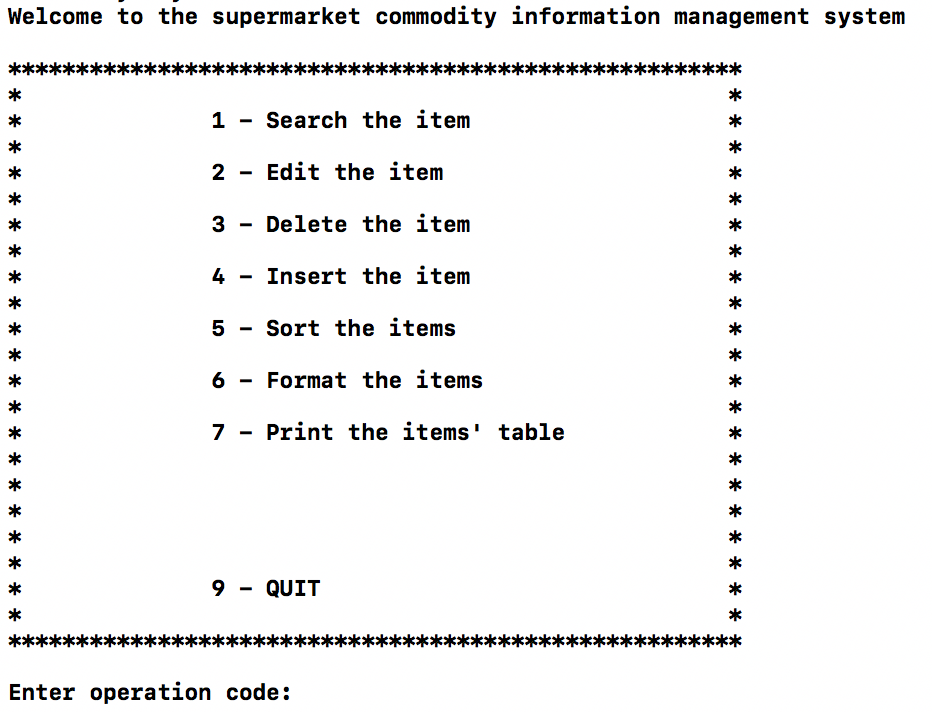 Welcome to the supermarket commodity information management system
******************************************************
* *
* 1 – Search the item *
* *
* 2 – Edit the item *
* *
* 3 – Delete the item *
* *
* 4 – Insert the item *
* *
* 5 – Sort the items *
* *
* 6 – Format the items *
* *
* 7 – Print the items' table *
* *
* *
* *
* *
* *
* 9 – QUIT *
* *
******************************************************
Enter operation code: